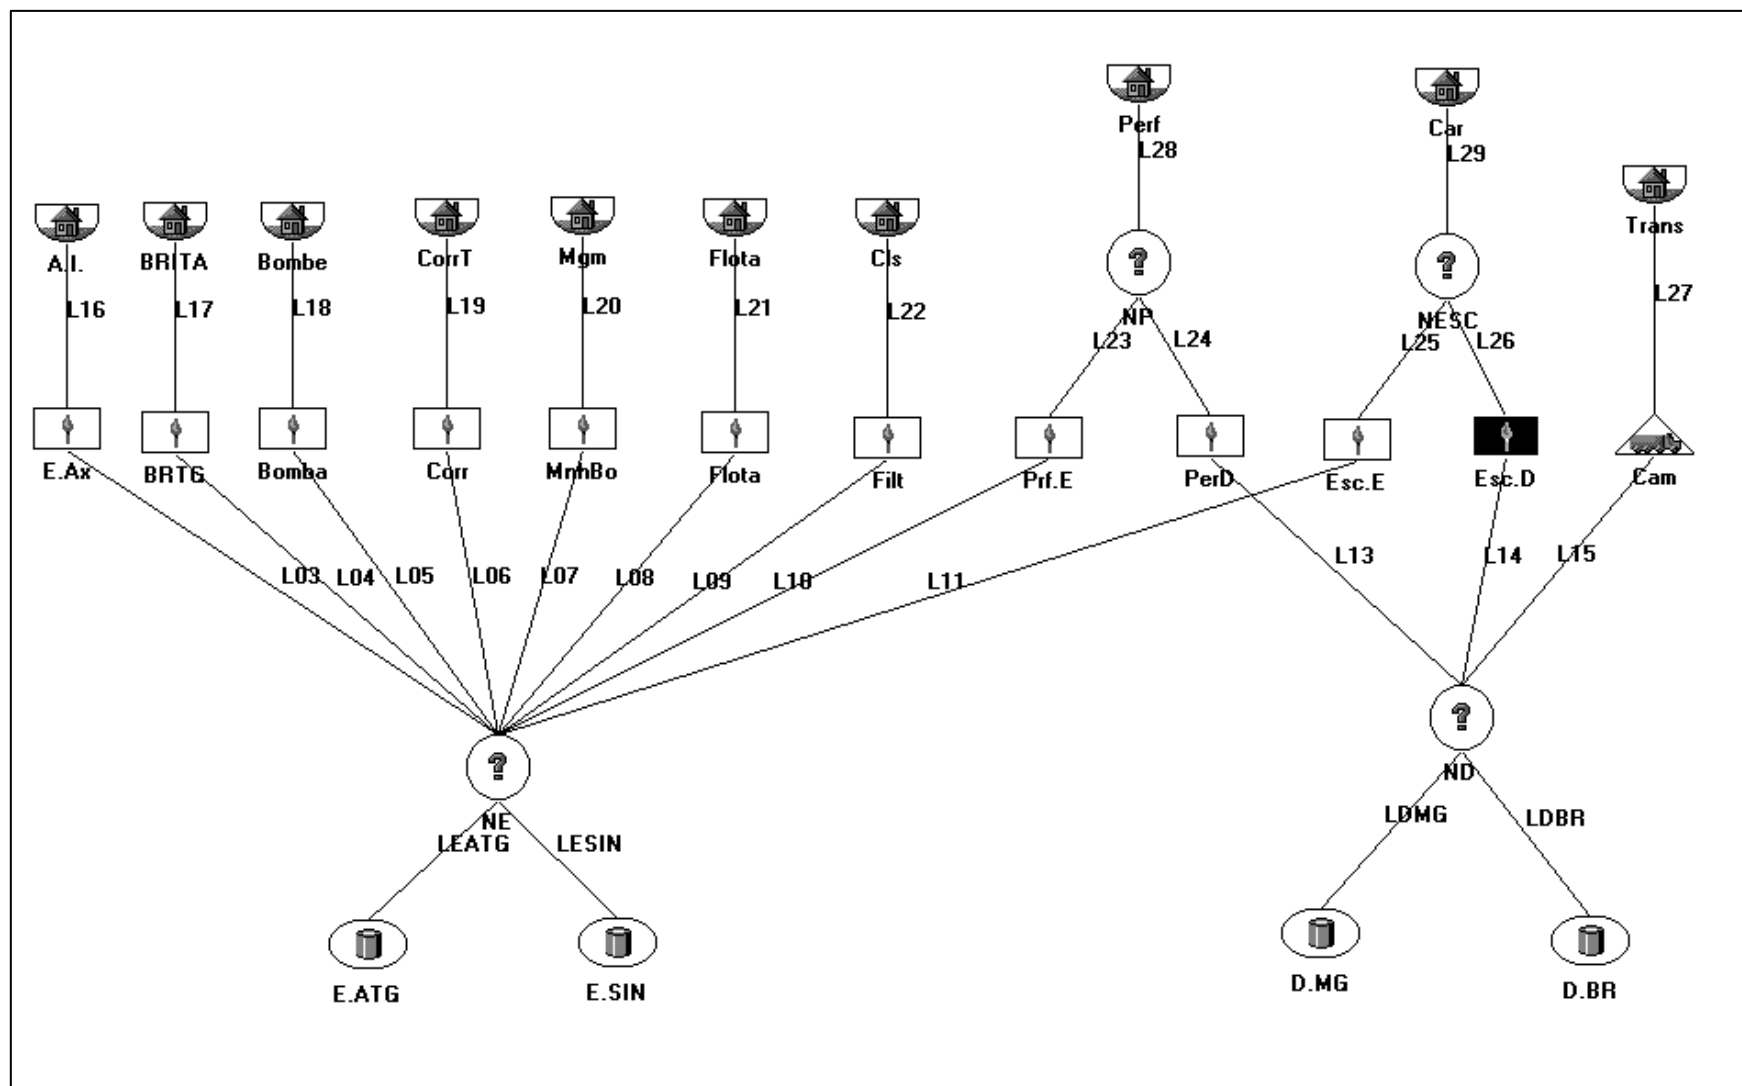 Perf
Car
L28
L29
Trans
A.I.
BRITA
Bombe
CorrT
Mgm
Flota
Cls
L16
L17
L18
L19
L20
L21
L22
L27
?
?
NP
NESC
L23
L24
L25
L26
E.Ax
BRTG
Bomba
Corr
MnhBo
Flota
Filt
Prf.E
PerD
Esc.E
Esc.D
Cam
L03
L04
L05
L06
L07
L08
L09
L10
L11
L13
L14
L15
?
?
NE
ND
LEATG
LESIN
LDMG
LDBR
E.ATG
E.SIN
D.MG
D.BR